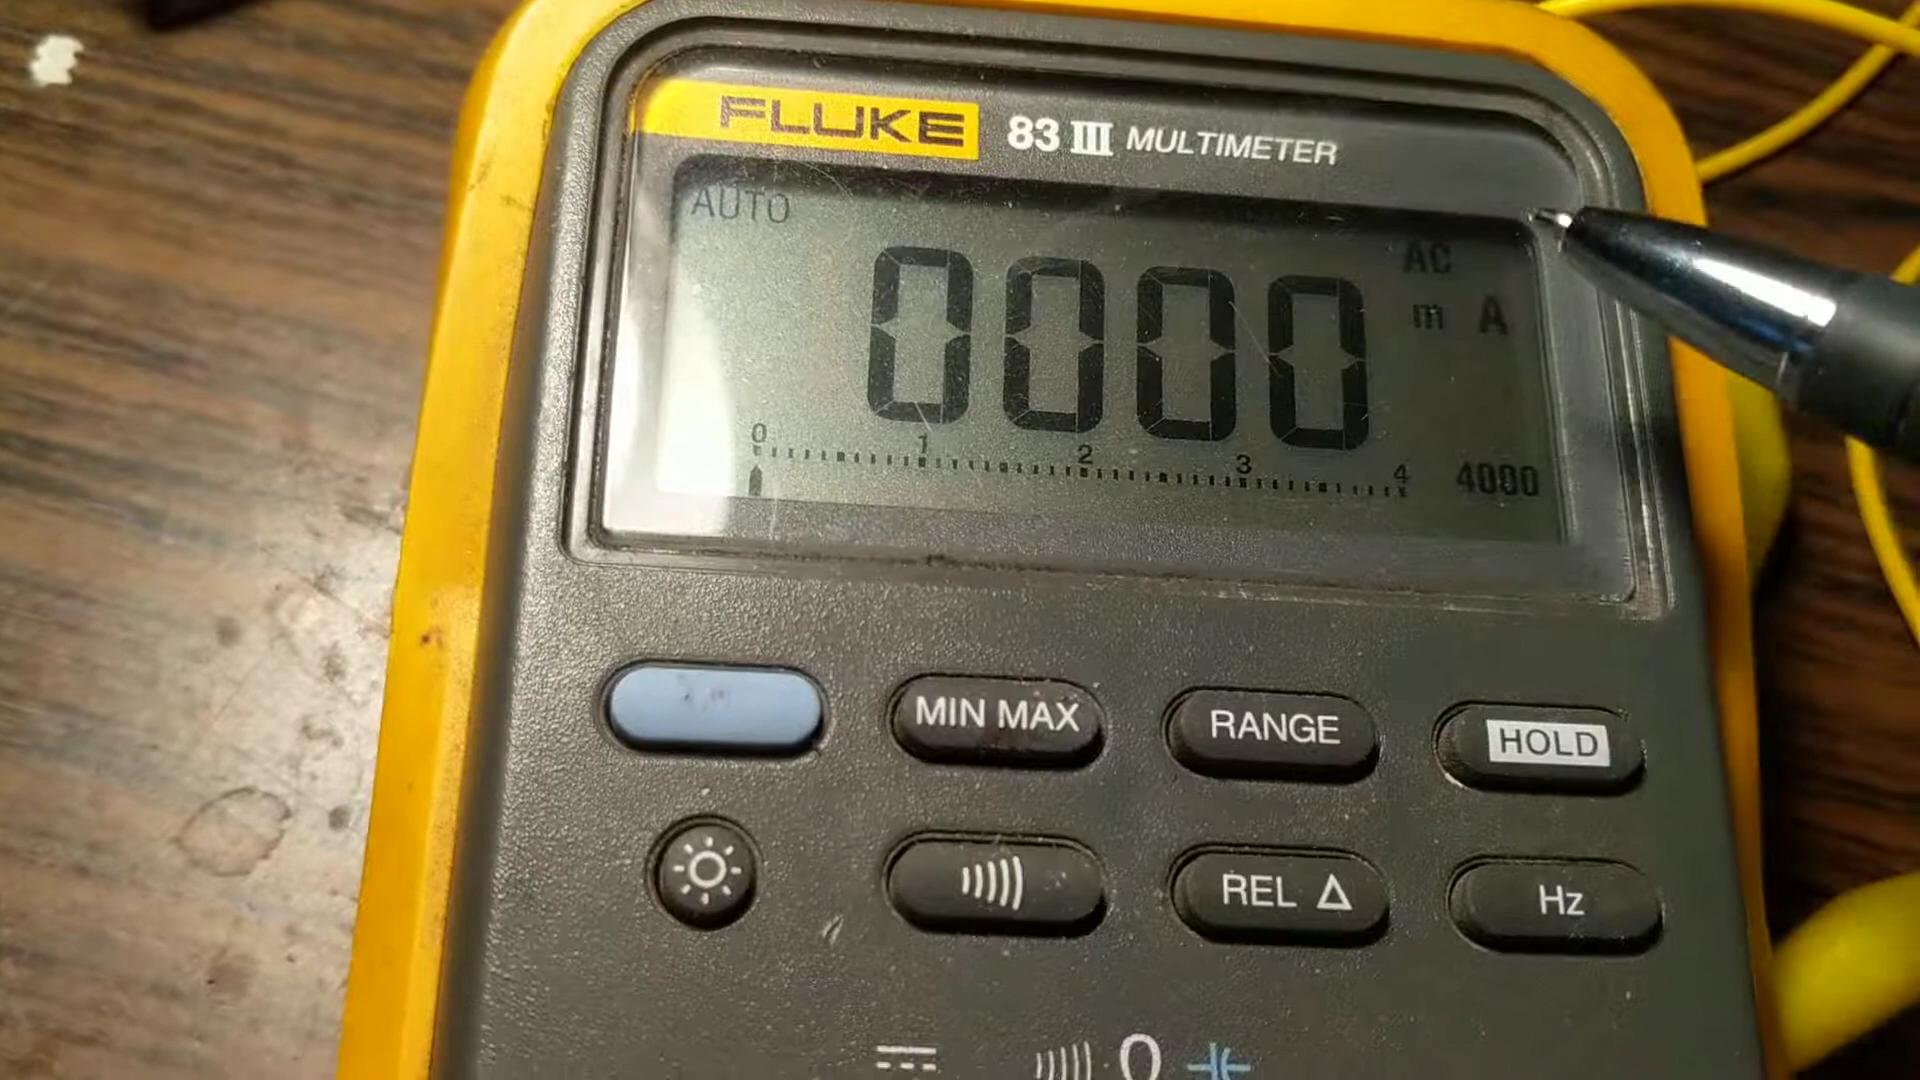 FLUKE 83 III MULTIMETER
AUTO
AC
0000
m A
0 1 2 3 4 4000
MIN MAX RANGE HOLD
REL Δ Hz